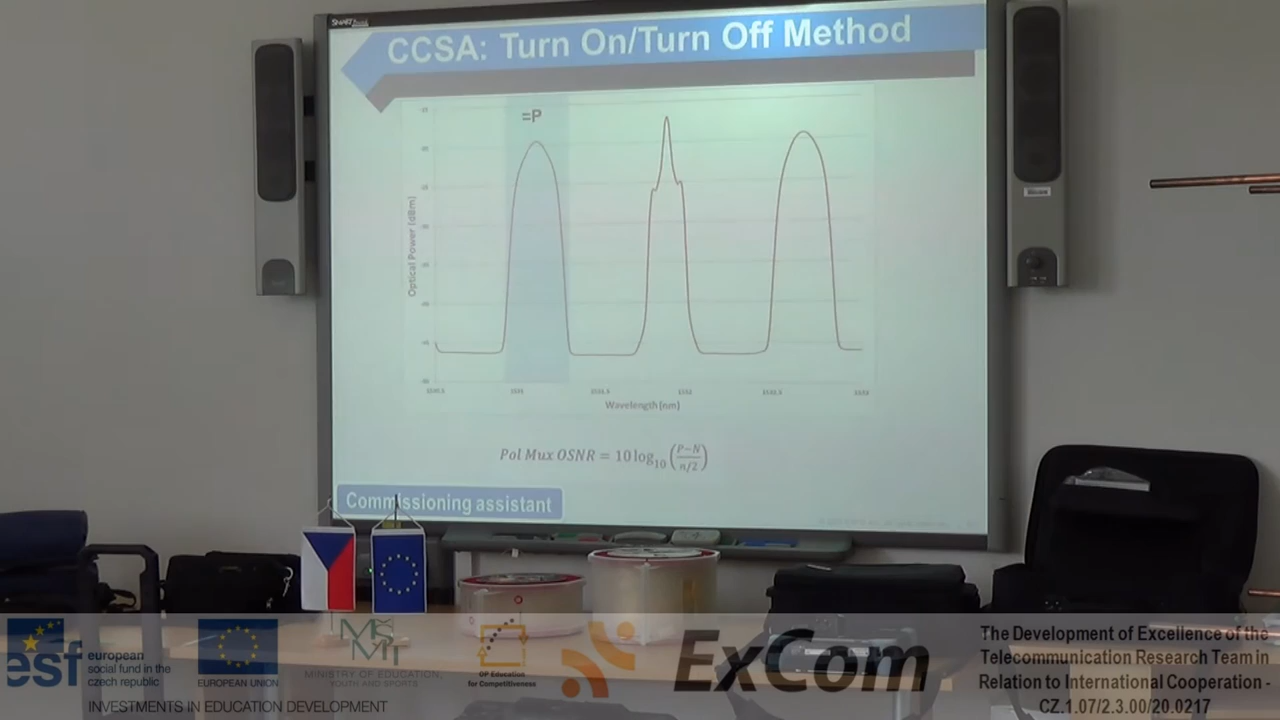 SMART
CCSA: Turn On/Turn Off Method
=P
Optical Power (dBm)
Wavelength (nm)
Pol Mux OSNR = 10 log₁₀ (P−N / n/2)
Commissioning assistant
esf
european
social fund in the
czech republic
EUROPEAN UNION
MŠMT
MINISTRY OF EDUCATION,
YOUTH AND SPORTS
OP Education
for Competitiveness
INVESTMENTS IN EDUCATION DEVELOPMENT
ExCom
The Development of Excellence of the
Telecommunication Research Team in
Relation to International Cooperation -
CZ.1.07/2.3.00/20.0217